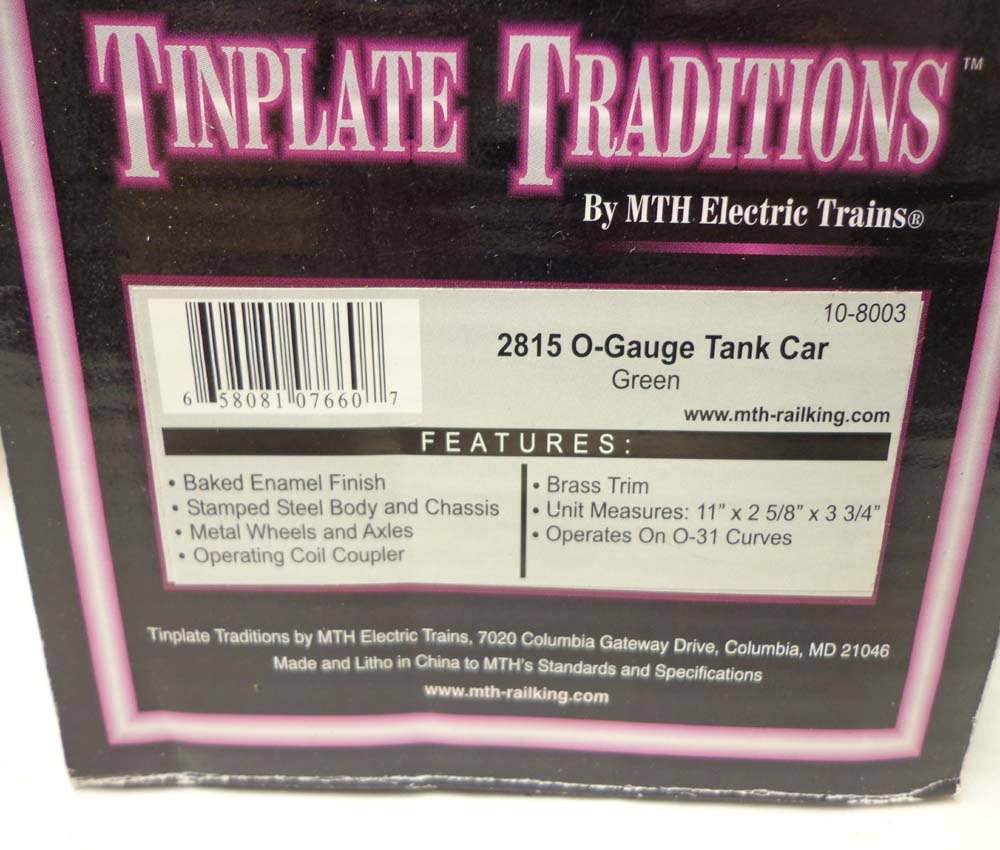 TINPLATE TRADITIONS™
By MTH Electric Trains®
10-8003
2815 O-Gauge Tank Car
Green
6 58081 07660 7
www.mth-railking.com
FEATURES:
• Baked Enamel Finish
• Stamped Steel Body and Chassis
• Metal Wheels and Axles
• Operating Coil Coupler
• Brass Trim
• Unit Measures: 11" x 2 5/8" x 3 3/4"
• Operates On O-31 Curves
Tinplate Traditions by MTH Electric Trains, 7020 Columbia Gateway Drive, Columbia, MD 21046
Made and Litho in China to MTH's Standards and Specifications
www.mth-railking.com